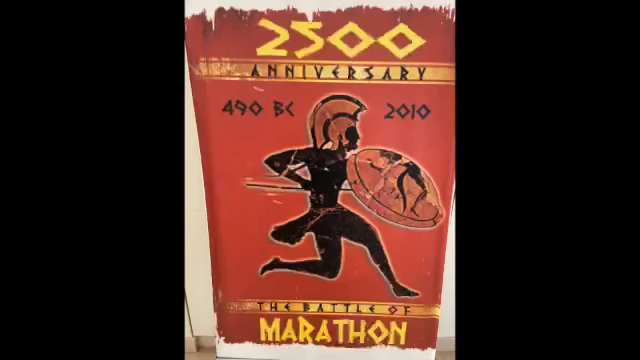 2500
ANNIVERSARY
490 BC 2010
THE BATTLE OF
MARATHON